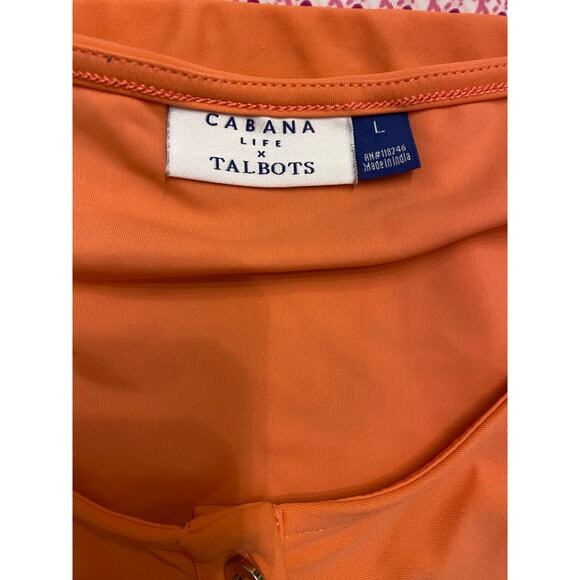 CABANA
LIFE
x
TALBOTS
L
RN#118246
Made in India